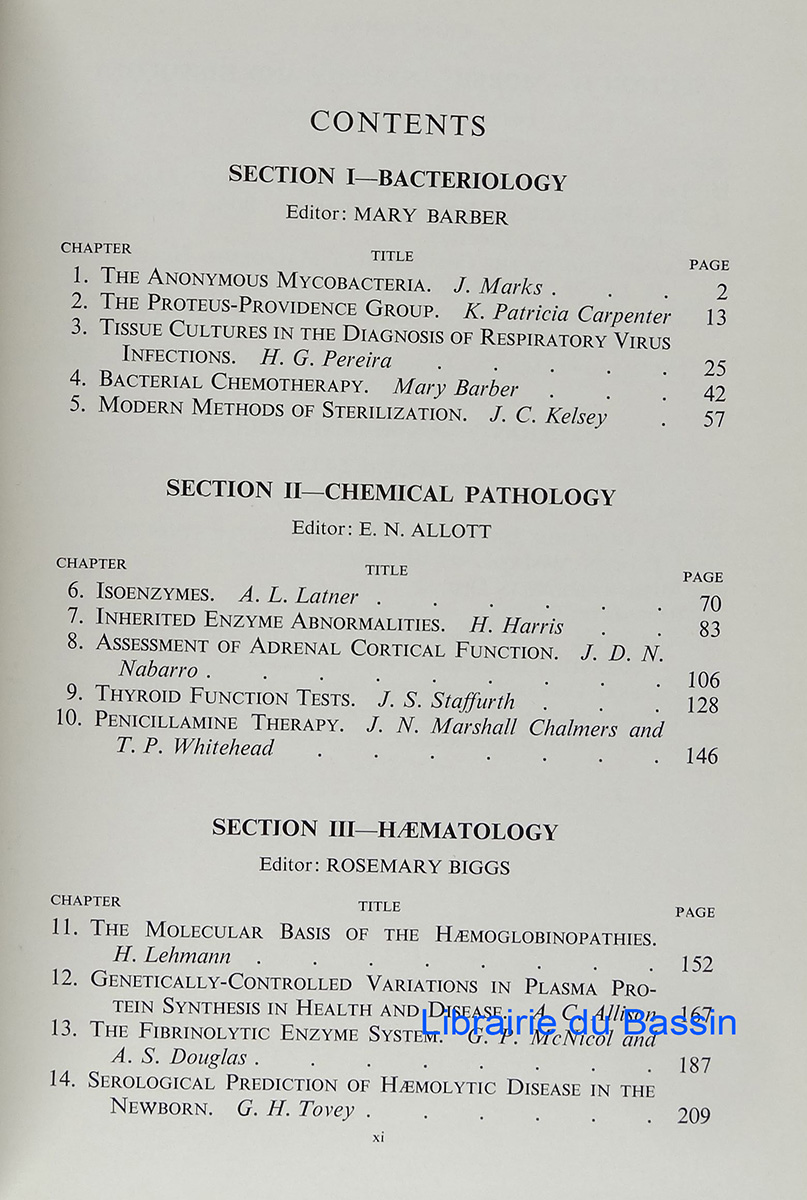 CONTENTS
SECTION I—BACTERIOLOGY
Editor: MARY BARBER
CHAPTER TITLE PAGE
1. THE ANONYMOUS MYCOBACTERIA. J. Marks . . . 2
2. THE PROTEUS-PROVIDENCE GROUP. K. Patricia Carpenter 13
3. TISSUE CULTURES IN THE DIAGNOSIS OF RESPIRATORY VIRUS
INFECTIONS. H. G. Pereira . . . . . 25
4. BACTERIAL CHEMOTHERAPY. Mary Barber . . . 42
5. MODERN METHODS OF STERILIZATION. J. C. Kelsey . 57
SECTION II—CHEMICAL PATHOLOGY
Editor: E. N. ALLOTT
CHAPTER TITLE PAGE
6. ISOENZYMES. A. L. Latner . . . . . . 70
7. INHERITED ENZYME ABNORMALITIES. H. Harris . . 83
8. ASSESSMENT OF ADRENAL CORTICAL FUNCTION. J. D. N.
Nabarro . . . . . . . . . 106
9. THYROID FUNCTION TESTS. J. S. Staffurth . . . 128
10. PENICILLAMINE THERAPY. J. N. Marshall Chalmers and
T. P. Whitehead . . . . . . . 146
SECTION III—HÆMATOLOGY
Editor: ROSEMARY BIGGS
CHAPTER TITLE PAGE
11. THE MOLECULAR BASIS OF THE HÆMOGLOBINOPATHIES.
H. Lehmann . . . . . . . . 152
12. GENETICALLY-CONTROLLED VARIATIONS IN PLASMA PRO-
TEIN SYNTHESIS IN HEALTH AND DISEASE. A. C. Allison 167
Librairie du Bassin
13. THE FIBRINOLYTIC ENZYME SYSTEM. G. P. McNicol and
A. S. Douglas . . . . . . . . 187
14. SEROLOGICAL PREDICTION OF HÆMOLYTIC DISEASE IN THE
NEWBORN. G. H. Tovey . . . . . . 209
xi